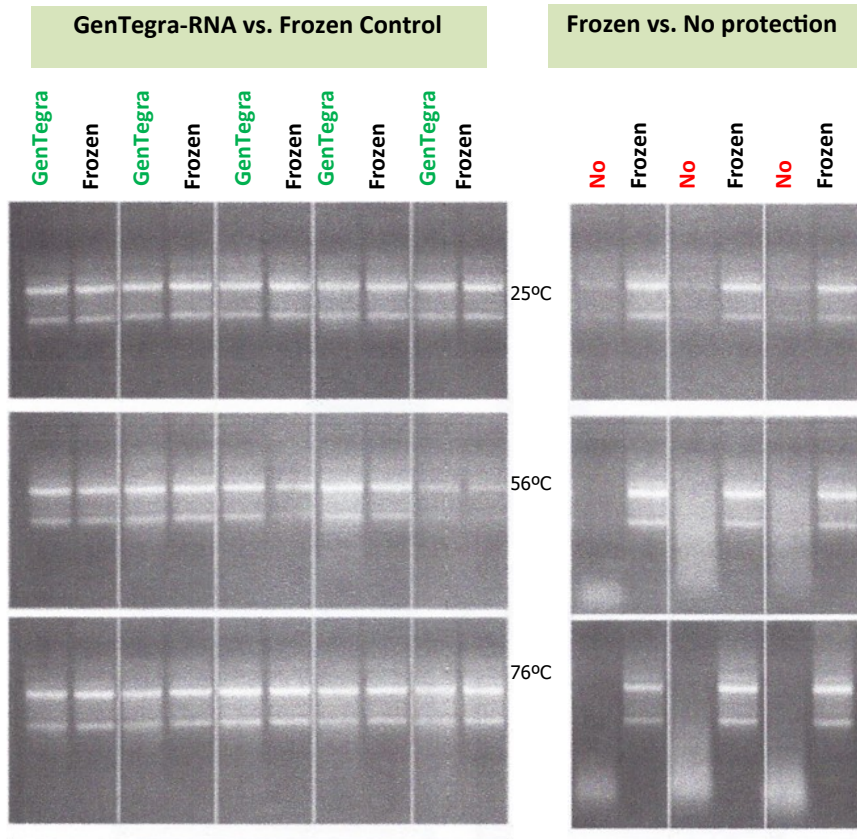 GenTegra-RNA vs. Frozen Control
Frozen vs. No protection
GenTegra
Frozen
GenTegra
Frozen
GenTegra
Frozen
GenTegra
Frozen
GenTegra
Frozen
No
Frozen
No
Frozen
No
Frozen
25ºC
56ºC
76ºC